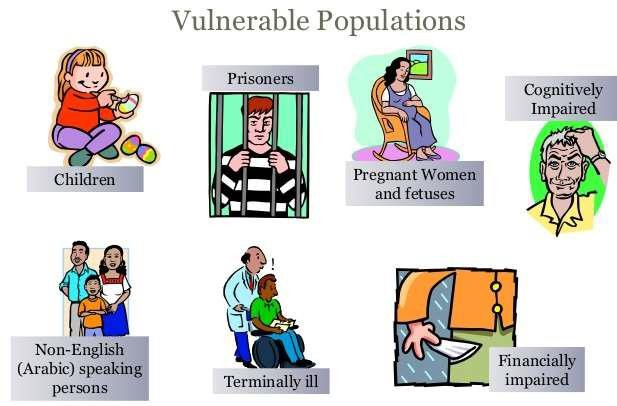 Vulnerable Populations
Children
Prisoners
Pregnant Women
and fetuses
Cognitively
Impaired
Non-English
(Arabic) speaking
persons
Terminally ill
Financially
impaired